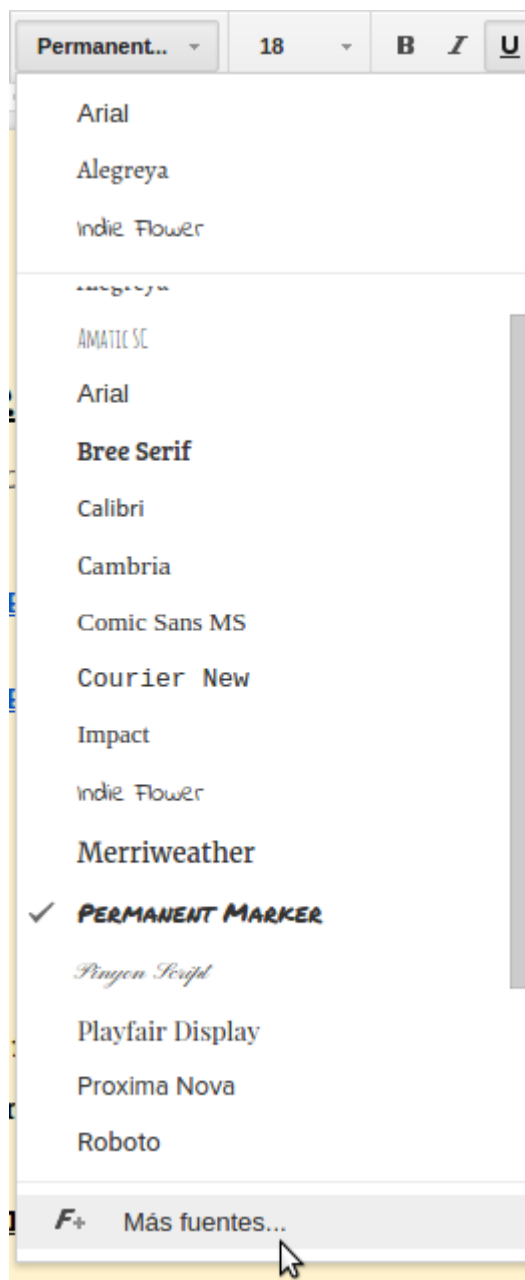 Permanent... 18 B I U
Arial
Alegreya
Indie Flower
Alegreya
Amatic SC
Arial
Bree Serif
Calibri
Cambria
Comic Sans MS
Courier New
Impact
Indie Flower
Merriweather
Permanent Marker
Pinyon Script
Playfair Display
Proxima Nova
Roboto
F+ Más fuentes...